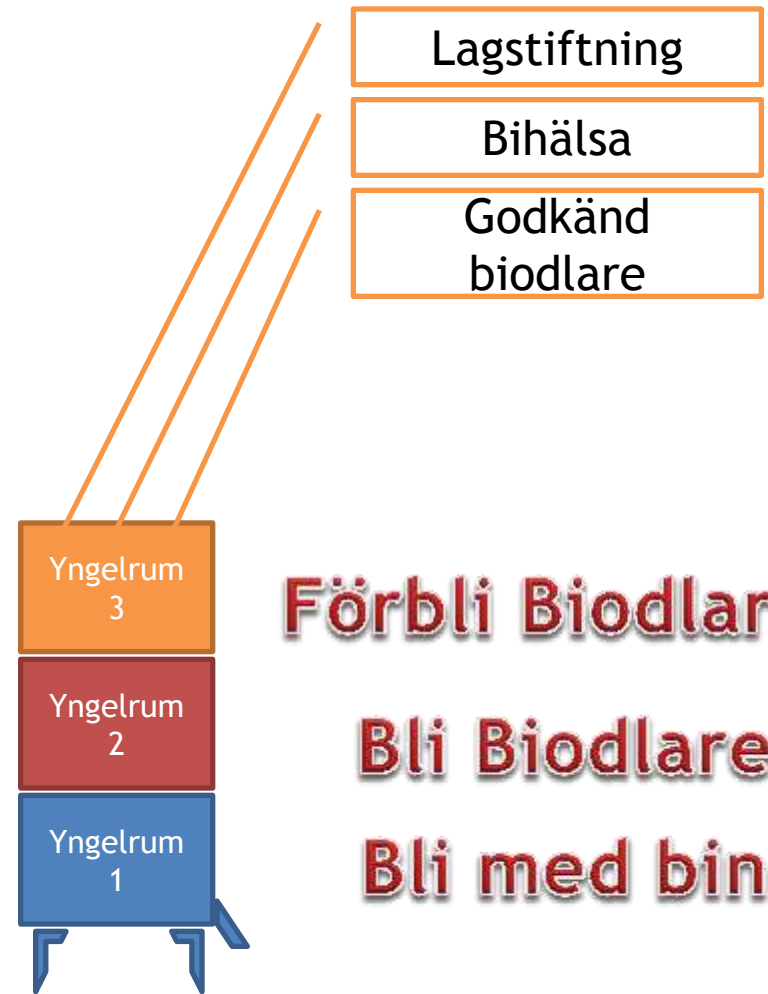 Lagstiftning
Bihälsa
Godkänd
biodlare
Yngelrum
3
Förbli Biodlar
Yngelrum
2
Bli Biodlare
Yngelrum
1
Bli med bin